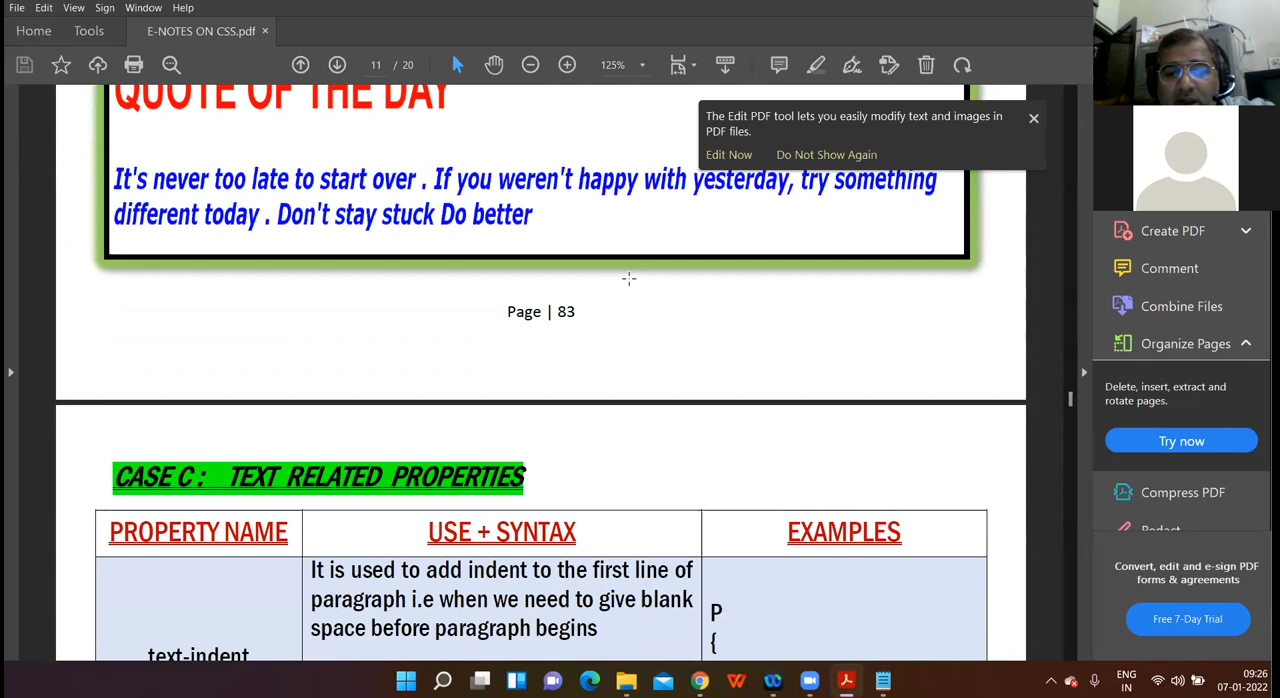 File Edit View Sign Window Help
Home Tools E-NOTES ON CSS.pdf ×
11 / 20 125%
QUOTE OF THE DAY
The Edit PDF tool lets you easily modify text and images in
PDF files.
Edit Now Do Not Show Again
It's never too late to start over . If you weren't happy with yesterday, try something
different today . Don't stay stuck Do better
Page | 83
CASE C : TEXT RELATED PROPERTIES
PROPERTY NAME USE + SYNTAX EXAMPLES
It is used to add indent to the first line of
paragraph i.e when we need to give blank
space before paragraph begins
text-indent
P
{
Create PDF
Comment
Combine Files
Organize Pages
Delete, insert, extract and
rotate pages.
Try now
Compress PDF
Redact
Convert, edit and e-sign PDF
forms & agreements
Free 7-Day Trial
ENG
IN
09:26
07-01-2022